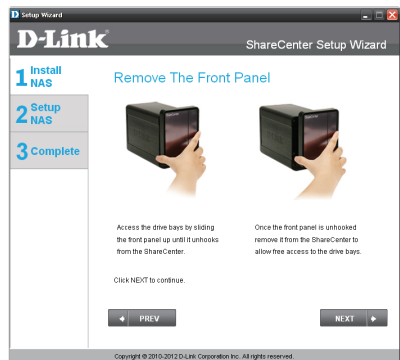 Setup Wizard
D-Link
ShareCenter Setup Wizard
1 Install
NAS
2 Setup
NAS
3 Complete
Remove The Front Panel
Access the drive bays by sliding
the front panel up until it unhooks
from the ShareCenter.
Once the front panel is unhooked
remove it from the ShareCenter to
allow free access to the drive bays.
Click NEXT to continue.
PREV
NEXT
Copyright © 2010-2012 D-Link Corporation Inc. All rights reserved.